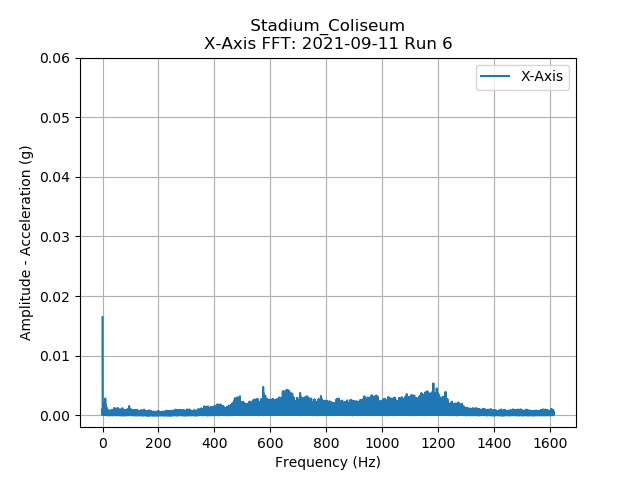 Stadium_Coliseum
X-Axis FFT: 2021-09-11 Run 6
X-Axis
0.06
0.05
0.04
0.03
0.02
0.01
0.00
Amplitude - Acceleration (g)
0 200 400 600 800 1000 1200 1400 1600
Frequency (Hz)